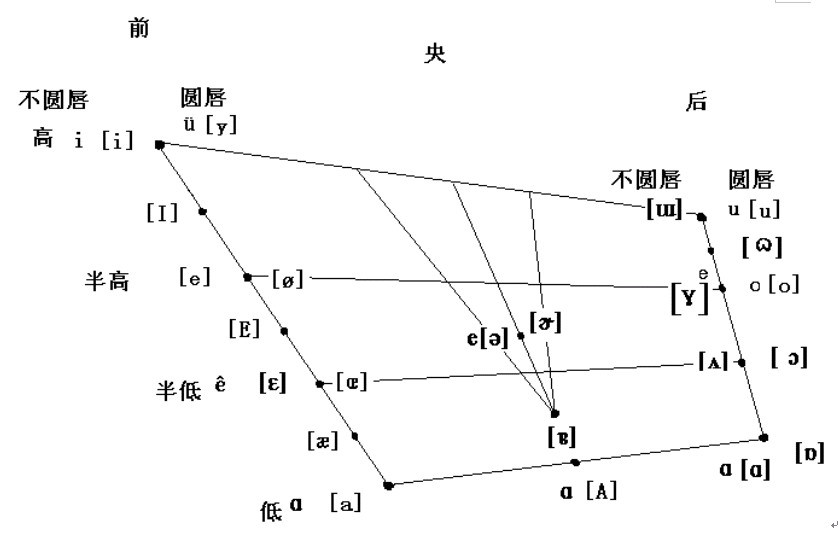 前
央
不圆唇 圆唇 后
ü [y]
高 i [i]
不圆唇 圆唇
[I] [ɯ] u [u]
[ɷ]
半高 [e] [ø] e [ɣ] o [o]
[E] e[ə] [ɚ]
半低 ê [ɛ] [œ] [ʌ] [ɔ]
[æ] [ɐ]
ɑ [ɑ] [ɒ]
低 ɑ [a] ɑ [A]